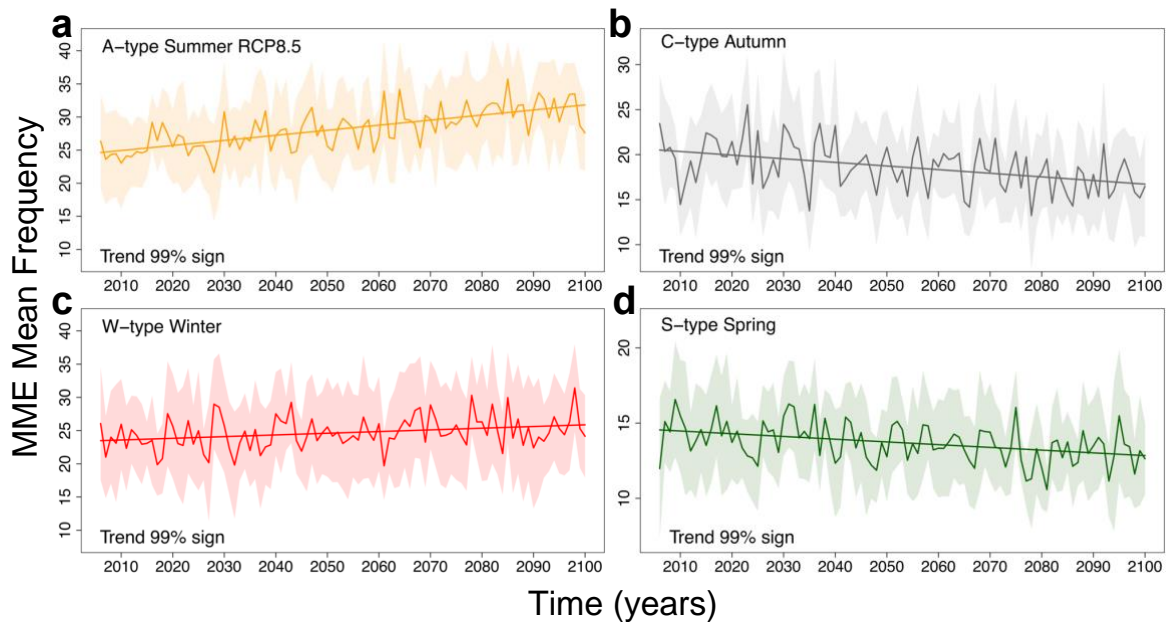 MME Mean Frequency
a
A-type Summer RCP8.5
40
35
30
25
20
15
10
Trend 99% sign
2010 2020 2030 2040 2050 2060 2070 2080 2090 2100
b
C-type Autumn
30
25
20
15
10
Trend 99% sign
2010 2020 2030 2040 2050 2060 2070 2080 2090 2100
c
W-type Winter
40
35
30
25
20
15
10
Trend 99% sign
2010 2020 2030 2040 2050 2060 2070 2080 2090 2100
d
S-type Spring
20
15
10
Trend 99% sign
2010 2020 2030 2040 2050 2060 2070 2080 2090 2100
Time (years)